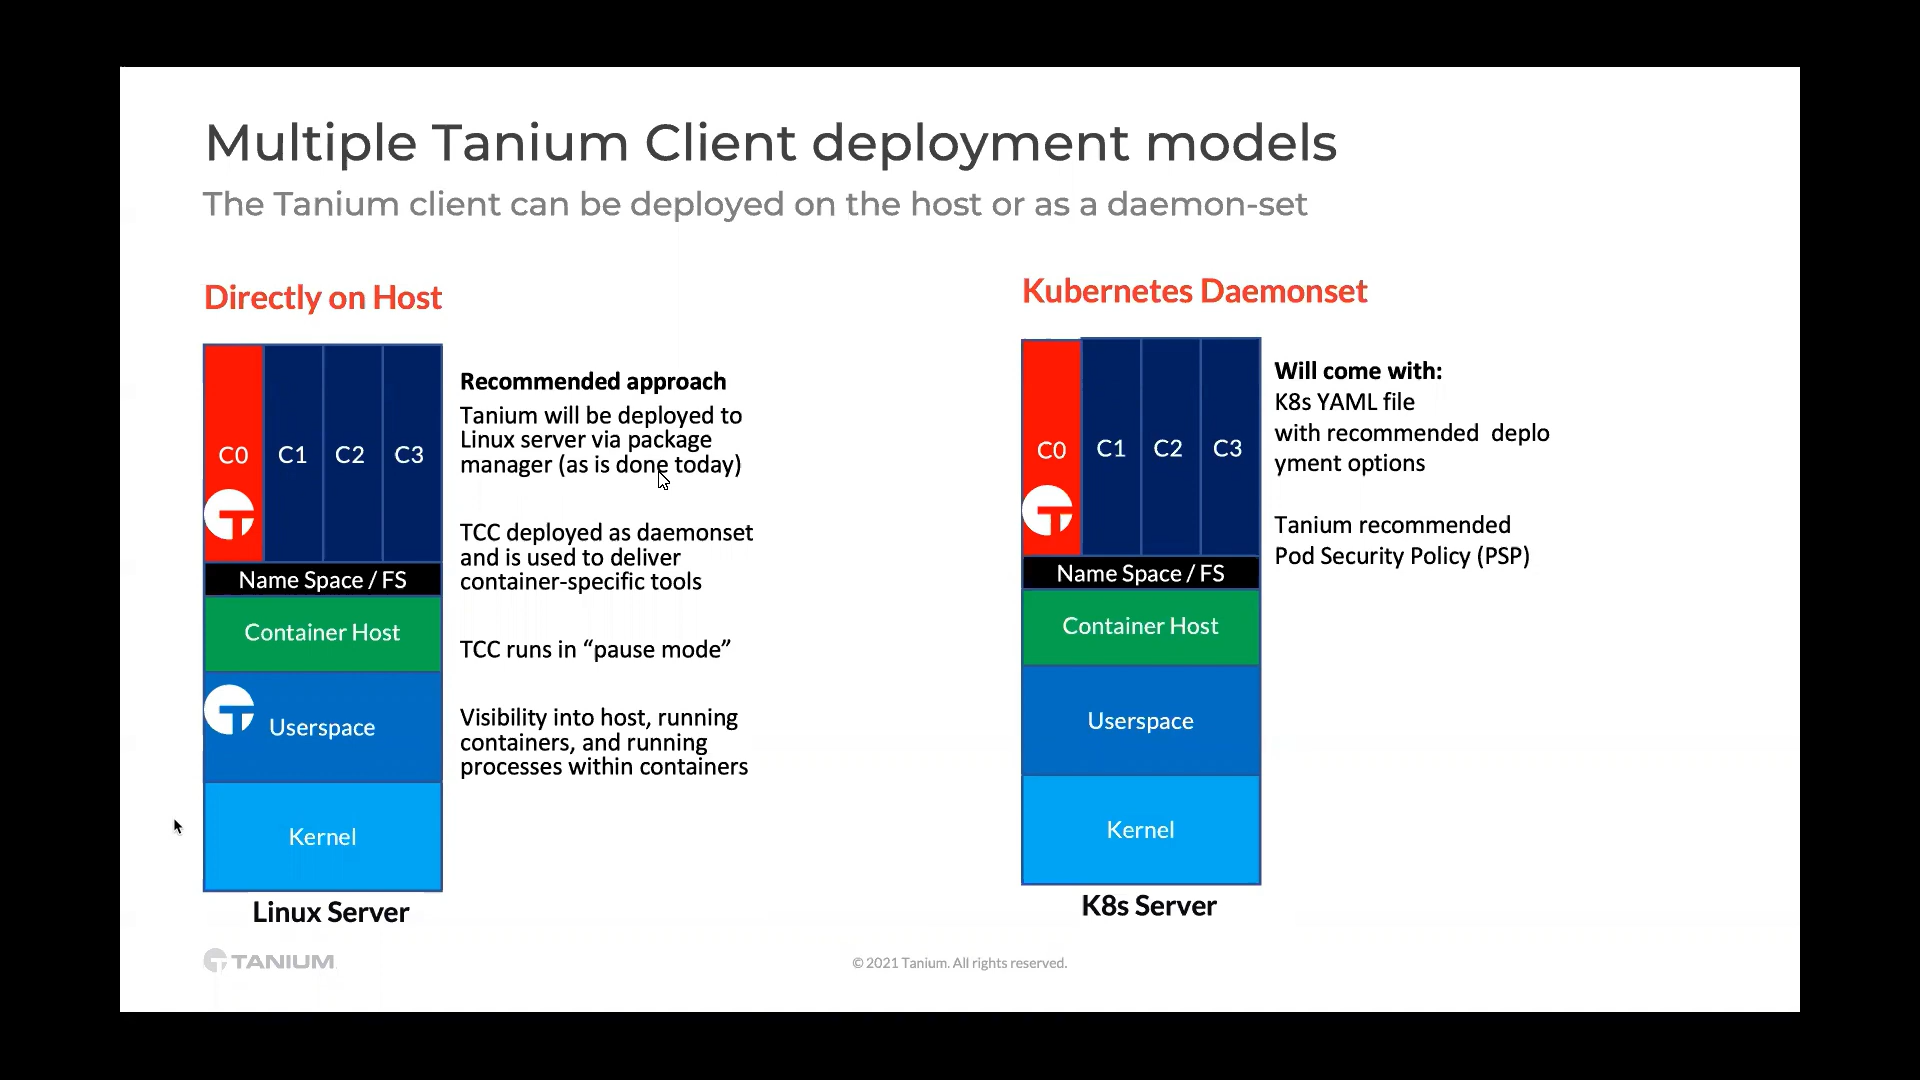 Multiple Tanium Client deployment models
The Tanium client can be deployed on the host or as a daemon-set
Directly on Host
C0
C1
C2
C3
Name Space / FS
Container Host
Userspace
Kernel
Linux Server
Recommended approach
Tanium will be deployed to
Linux server via package
manager (as is done today)
TCC deployed as daemonset
and is used to deliver
container-specific tools
TCC runs in “pause mode”
Visibility into host, running
containers, and running
processes within containers
Kubernetes Daemonset
C0
C1
C2
C3
Name Space / FS
Container Host
Userspace
Kernel
K8s Server
Will come with:
K8s YAML file
with recommended deplo
yment options
Tanium recommended
Pod Security Policy (PSP)
TANIUM
© 2021 Tanium. All rights reserved.